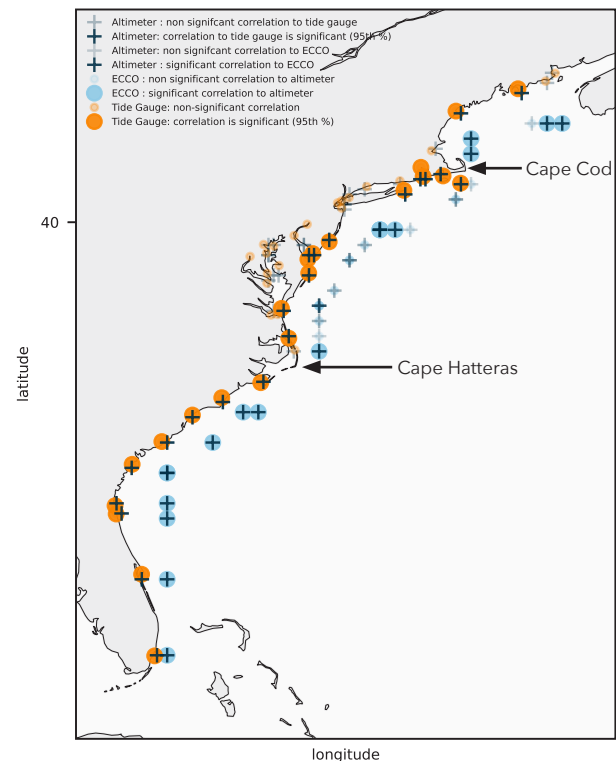 Altimeter : non signifcant correlation to tide gauge
Altimeter: correlation to tide gauge is significant (95th %)
Altimeter: non signifcant correlation to ECCO
Altimeter : significant correlation to ECCO
ECCO : non significant correlation to altimeter
ECCO : significant correlation to altimeter
Tide Gauge: non-significant correlation
Tide Gauge: correlation is significant (95 %)
Cape Cod
40
Cape Hatteras
latitude
longitude